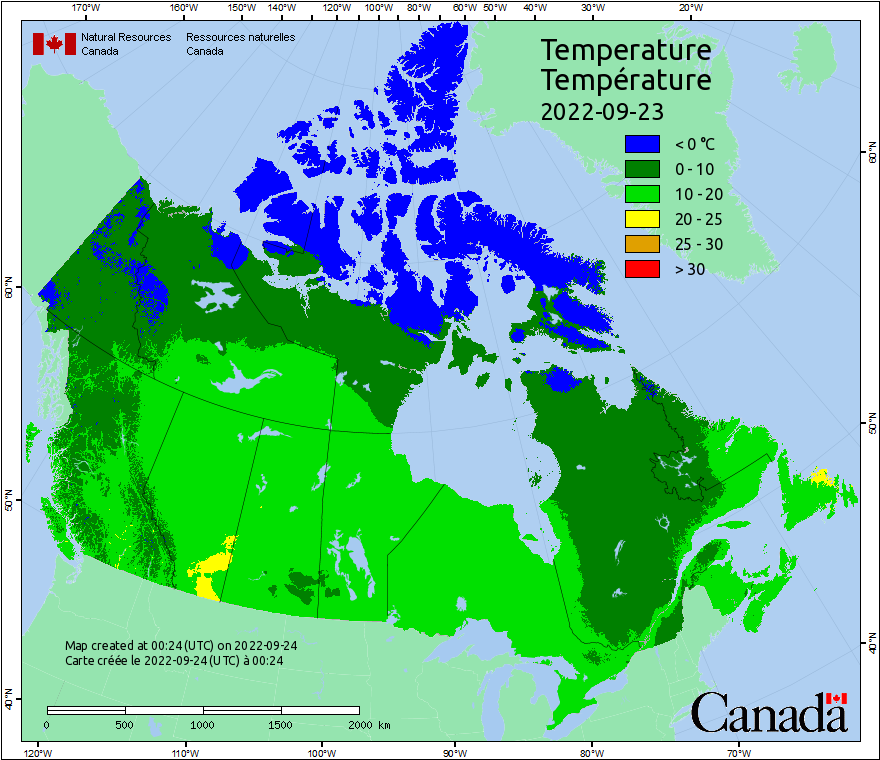 170°W 160°W 150°W 140°W 130°W 120°W 110°W 100°W 90°W 80°W 60°W 50°W 40°W 30°W 20°W
Natural Resources Ressources naturelles
Canada Canada
Temperature
Température
2022-09-23
< 0 °C
0 - 10
10 - 20
20 - 25
25 - 30
> 30
60°N
60°N
50°N
50°N
40°N
40°N
Map created at 00:24 (UTC) on 2022-09-24
Carte créée le 2022-09-24 (UTC) à 00:24
0 500 1000 1500 2000 km
Canada
120°W 110°W 100°W 90°W 80°W 70°W